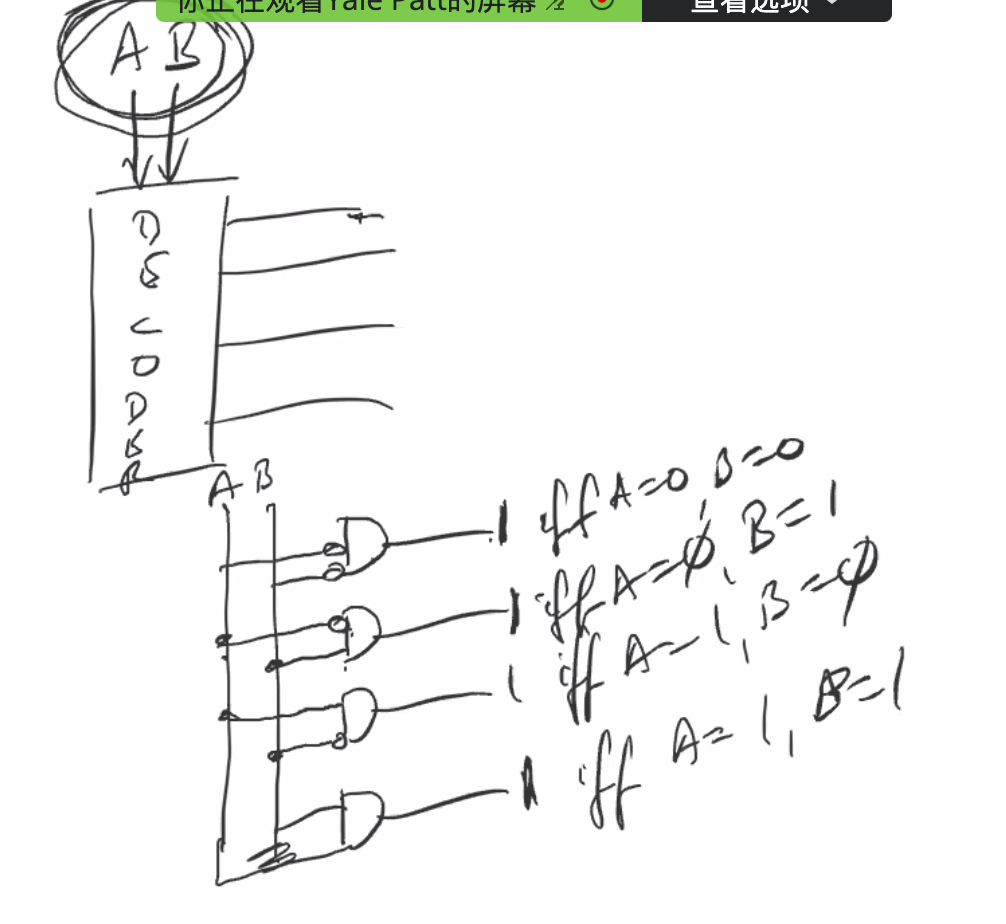 你正在观看Yale Patt的屏幕
查看选项
A B
D
E
C
O
D
E
R
A B
1 iff A=0 B=0
1 iff A=0, B=1
1 iff A=1, B=0
1 iff A=1, B=1